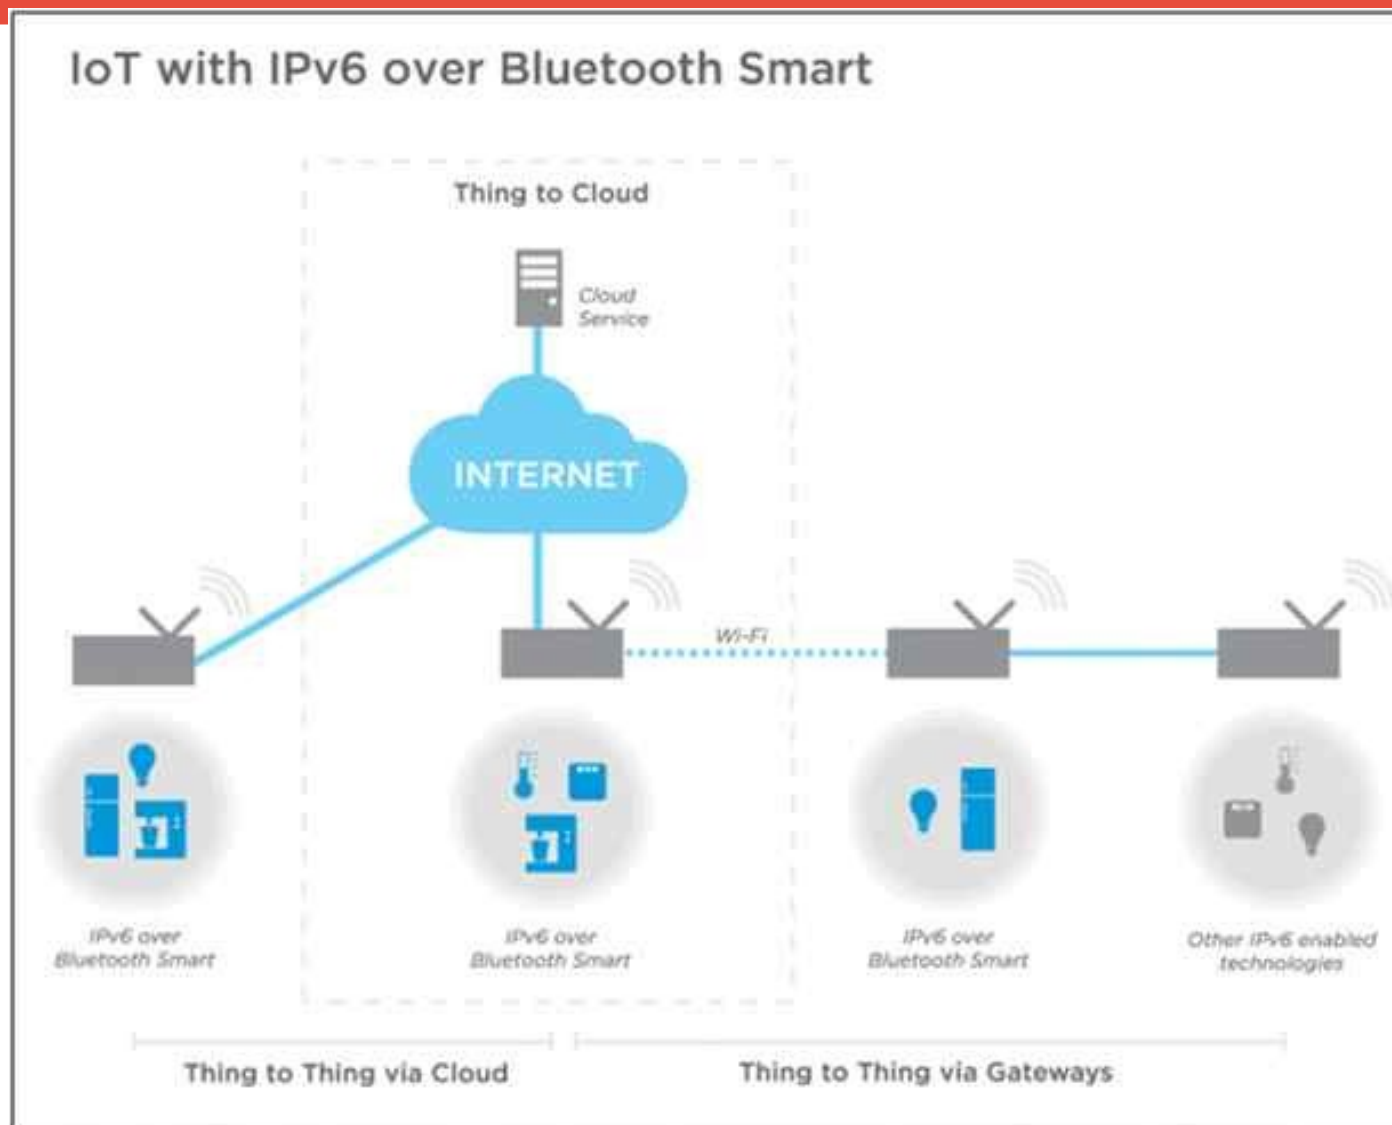 IoT with IPv6 over Bluetooth Smart
Thing to Cloud
Cloud
Service
INTERNET
Wi-Fi
IPv6 over
Bluetooth Smart
IPv6 over
Bluetooth Smart
IPv6 over
Bluetooth Smart
Other IPv6 enabled
technologies
Thing to Thing via Cloud
Thing to Thing via Gateways